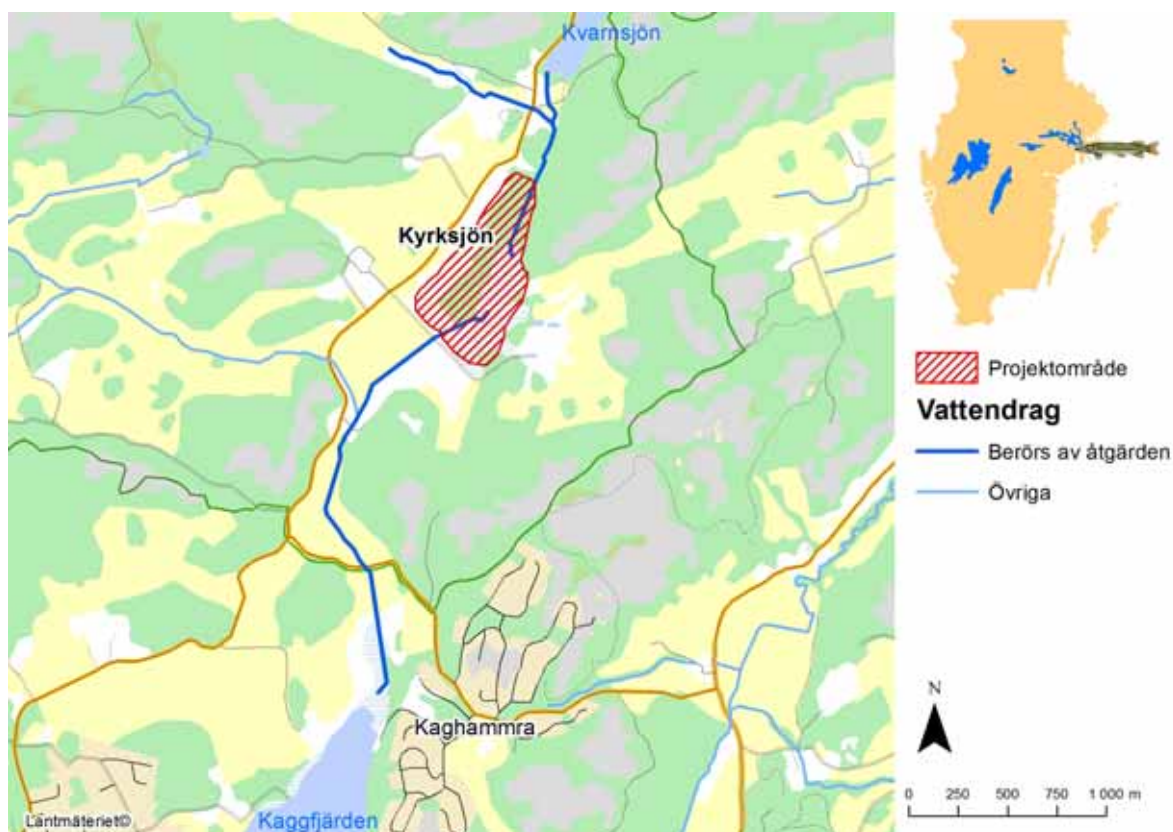 Kvarnsjön
Kyrksjön
Kaghammra
Kaggfjärden
Lantmäteriet©
Projektområde
Vattendrag
Berörs av åtgärden
Övriga
N
0 250 500 750 1 000 m